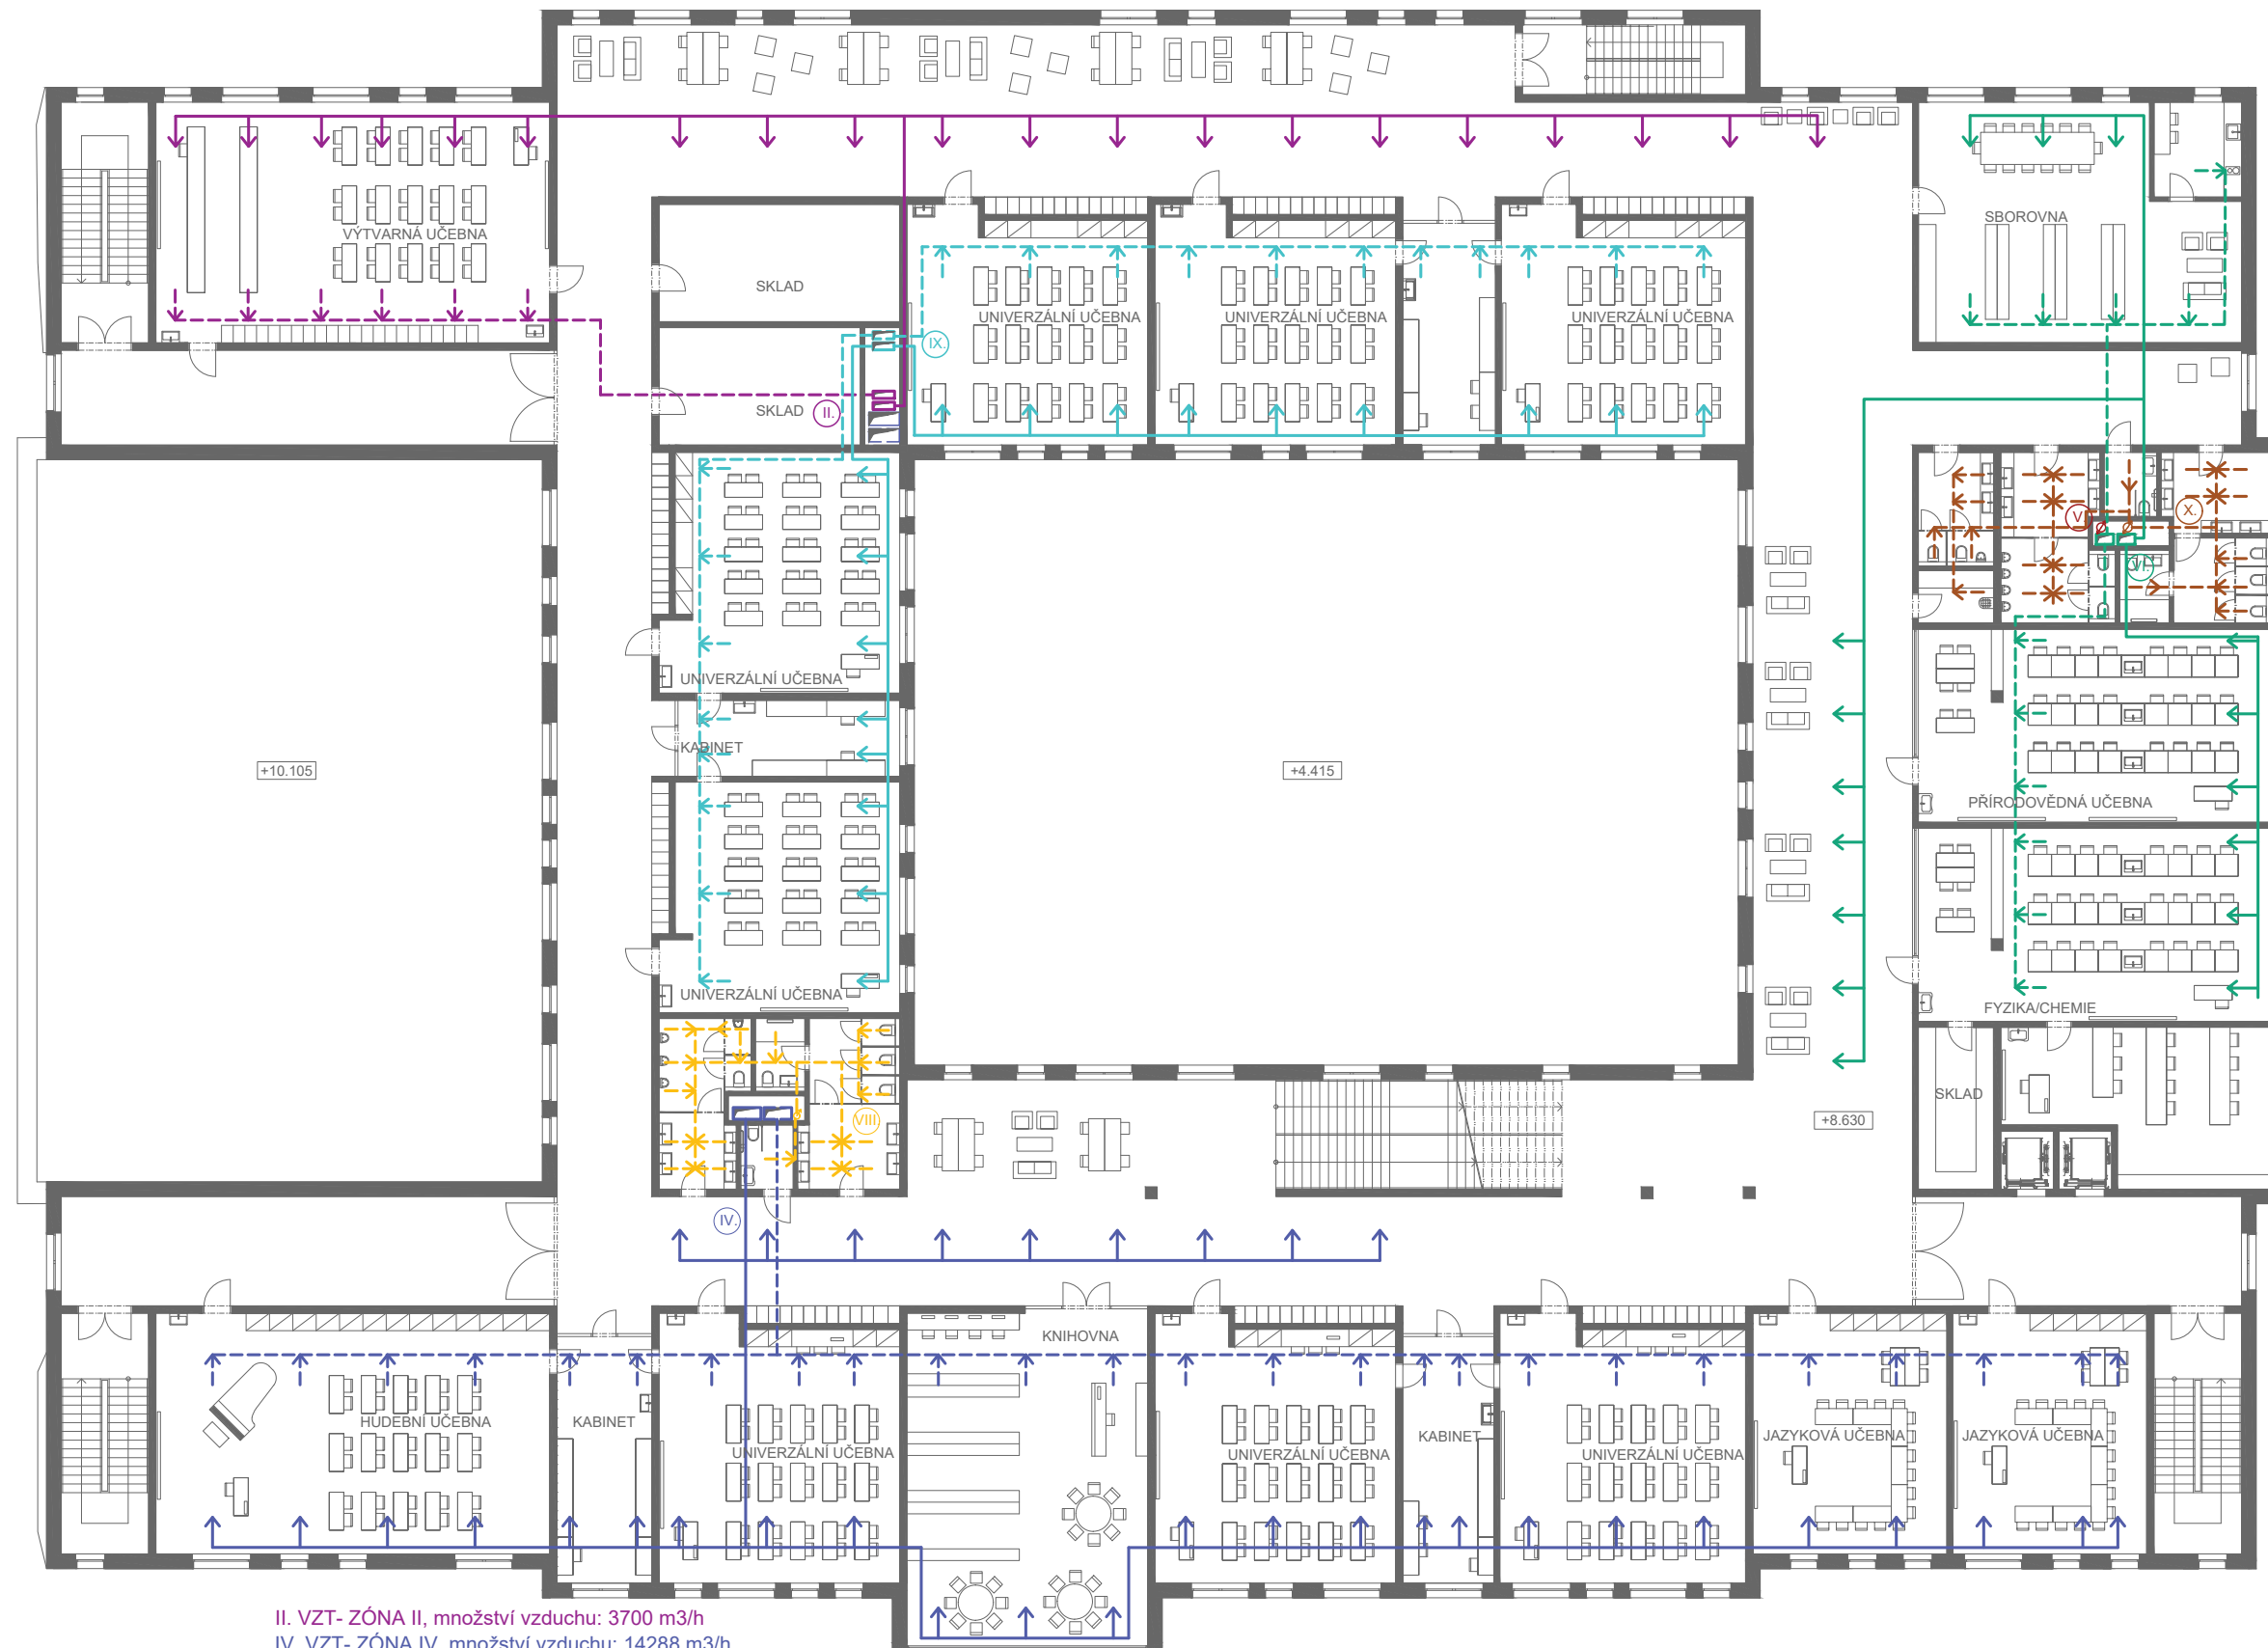 VÝTVARNÁ UČEBNA
SBOROVNA
SKLAD
UNIVERZÁLNÍ UČEBNA
UNIVERZÁLNÍ UČEBNA
UNIVERZÁLNÍ UČEBNA
IX.
SKLAD
II.
V.
X.
VI.
UNIVERZÁLNÍ UČEBNA
KABINET
+10.105
+4.415
PŘÍRODOVĚDNÁ UČEBNA
UNIVERZÁLNÍ UČEBNA
FYZIKA/CHEMIE
SKLAD
VIII.
+8.630
IV.
KNIHOVNA
HUDEBNÍ UČEBNA
KABINET
UNIVERZÁLNÍ UČEBNA
UNIVERZÁLNÍ UČEBNA
KABINET
UNIVERZÁLNÍ UČEBNA
JAZYKOVÁ UČEBNA
JAZYKOVÁ UČEBNA
II. VZT- ZÓNA II, množství vzduchu: 3700 m3/h
IV. VZT- ZÓNA IV, množství vzduchu: 14288 m3/h